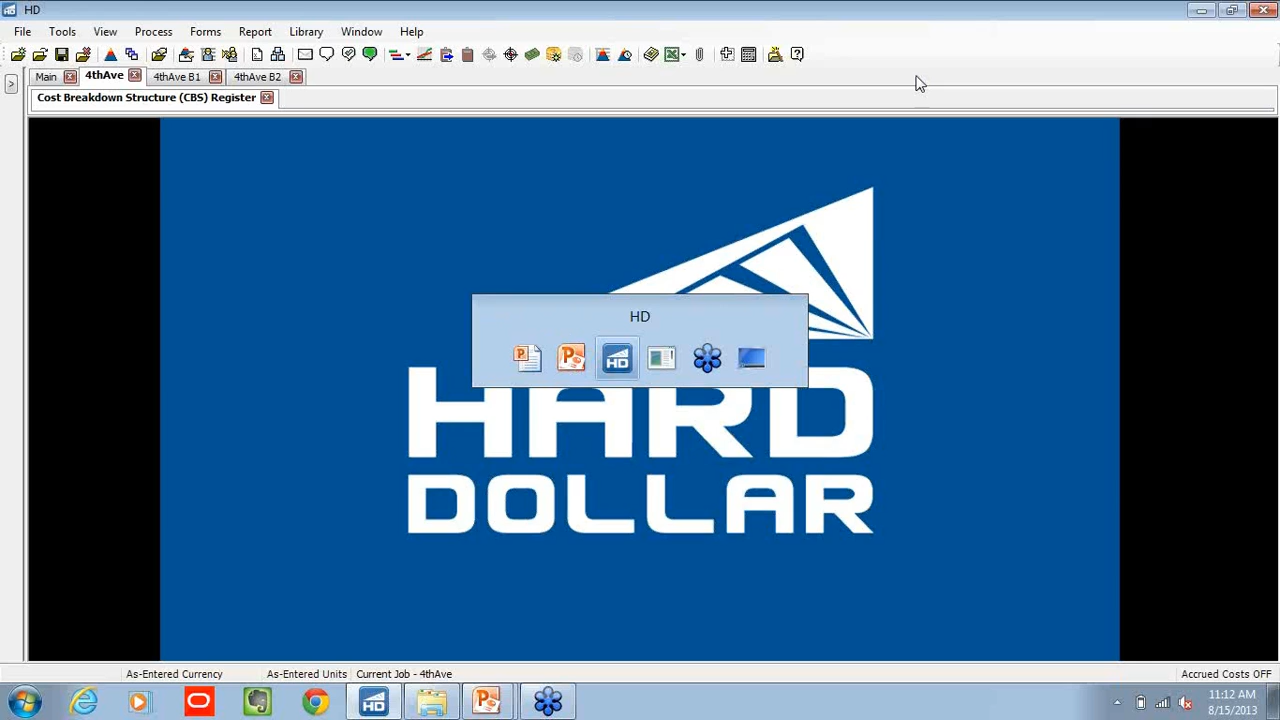 HD
File Tools View Process Forms Report Library Window Help
Main 4thAve 4thAve B1 4thAve B2
Cost Breakdown Structure (CBS) Register
HD
HD
HARD
DOLLAR
As-Entered Currency As-Entered Units Current Job - 4thAve Accrued Costs OFF
HD
11:12 AM
8/15/2013